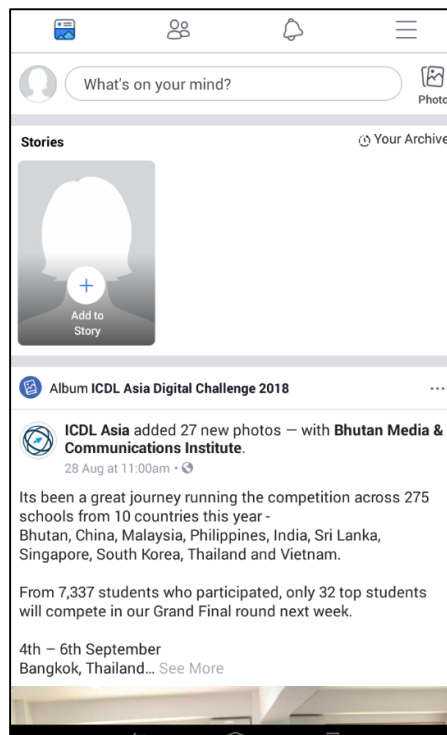 What's on your mind?
Photo
Stories
Your Archive
Add to
Story
Album ICDL Asia Digital Challenge 2018
ICDL Asia added 27 new photos — with Bhutan Media &
Communications Institute.
28 Aug at 11:00am •
Its been a great journey running the competition across 275
schools from 10 countries this year -
Bhutan, China, Malaysia, Philippines, India, Sri Lanka,
Singapore, South Korea, Thailand and Vietnam.
From 7,337 students who participated, only 32 top students
will compete in our Grand Final round next week.
4th – 6th September
Bangkok, Thailand... See More